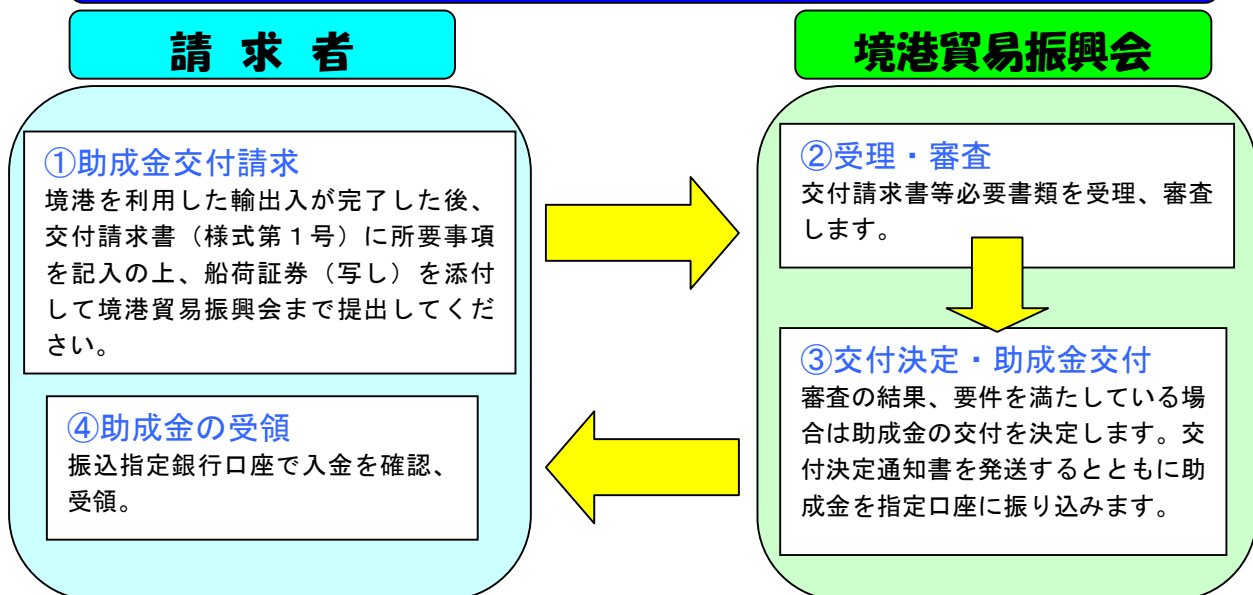 請求者
境港貿易振興会
①助成金交付請求
境港を利用した輸出入が完了した後、
交付請求書（様式第１号）に所要事項
を記入の上、船荷証券（写し）を添付
して境港貿易振興会まで提出してくだ
さい。
②受理・審査
交付請求書等必要書類を受理、審査
します。
③交付決定・助成金交付
審査の結果、要件を満たしている場
合は助成金の交付を決定します。交
付決定通知書を発送するとともに助
成金を指定口座に振り込みます。
④助成金の受領
振込指定銀行口座で入金を確認、
受領。